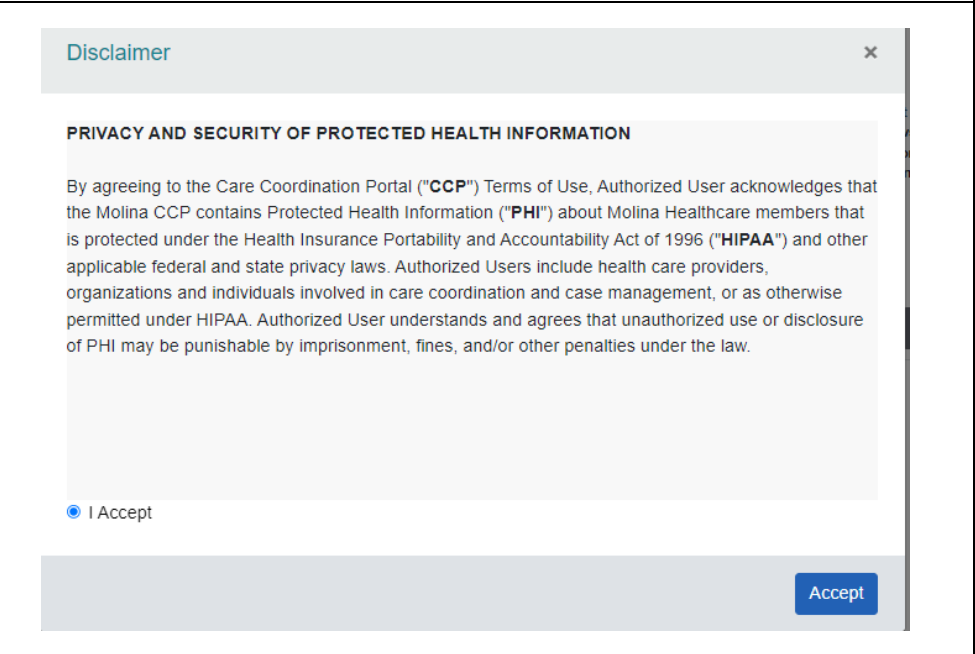 Disclaimer ×
PRIVACY AND SECURITY OF PROTECTED HEALTH INFORMATION
By agreeing to the Care Coordination Portal ("CCP") Terms of Use, Authorized User acknowledges that
the Molina CCP contains Protected Health Information ("PHI") about Molina Healthcare members that
is protected under the Health Insurance Portability and Accountability Act of 1996 ("HIPAA") and other
applicable federal and state privacy laws. Authorized Users include health care providers,
organizations and individuals involved in care coordination and case management, or as otherwise
permitted under HIPAA. Authorized User understands and agrees that unauthorized use or disclosure
of PHI may be punishable by imprisonment, fines, and/or other penalties under the law.
I Accept
Accept